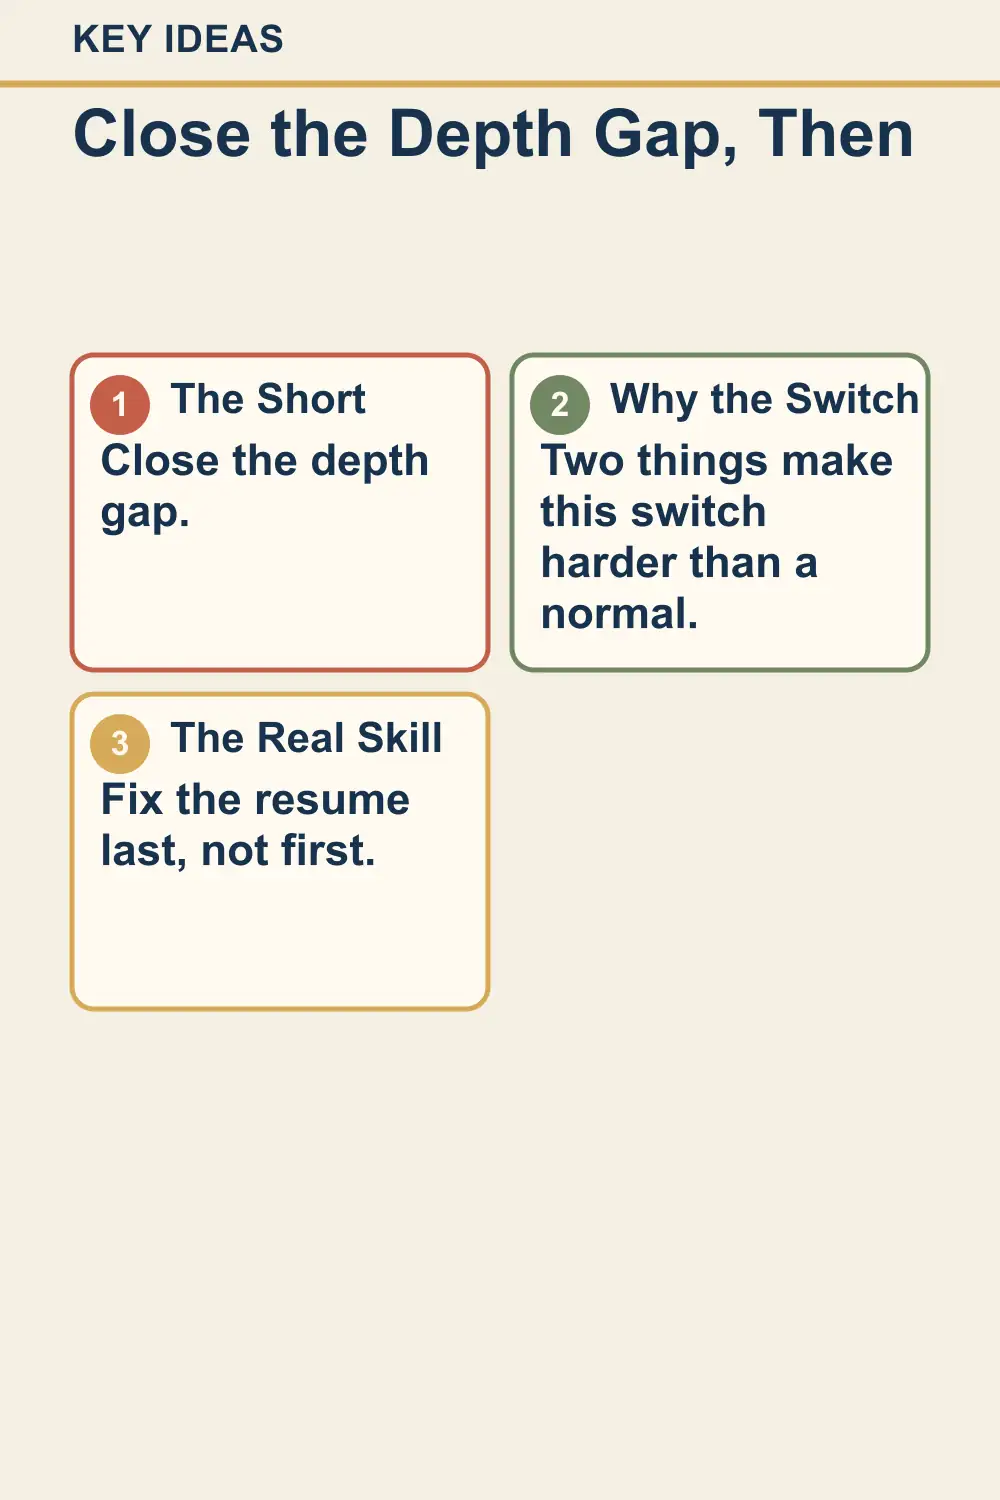 KEY IDEAS
Close the Depth Gap, Then
1 The Short
Close the depth
gap.
2 Why the Switch
Two things make
this switch
harder than a
normal.
3 The Real Skill
Fix the resume
last, not first.